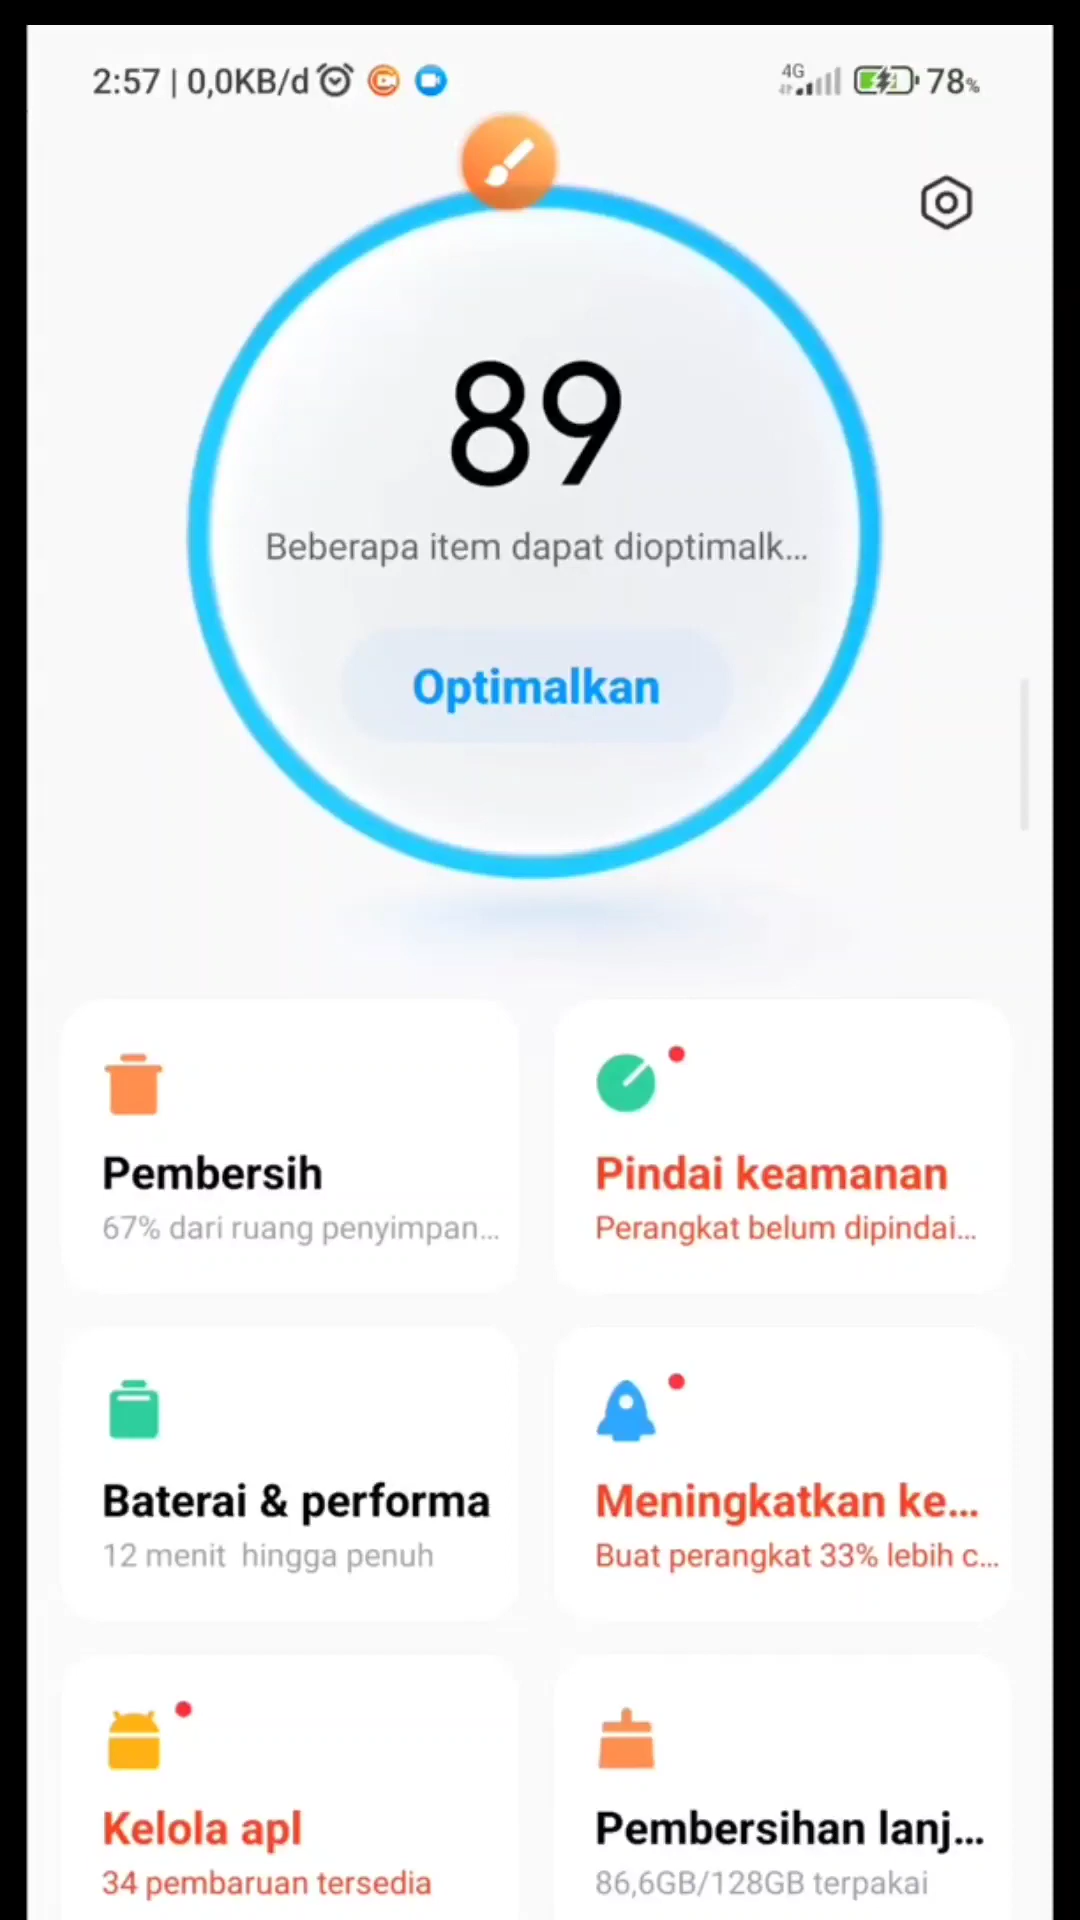 2:57 | 0,0KB/d
4G
78%
89
Beberapa item dapat dioptimalk...
Optimalkan
Pembersih
67% dari ruang penyimpan...
Pindai keamanan
Perangkat belum dipindai...
Baterai & performa
12 menit hingga penuh
Meningkatkan ke...
Buat perangkat 33% lebih c...
Kelola apl
34 pembaruan tersedia
Pembersihan lanj...
86,6GB/128GB terpakai